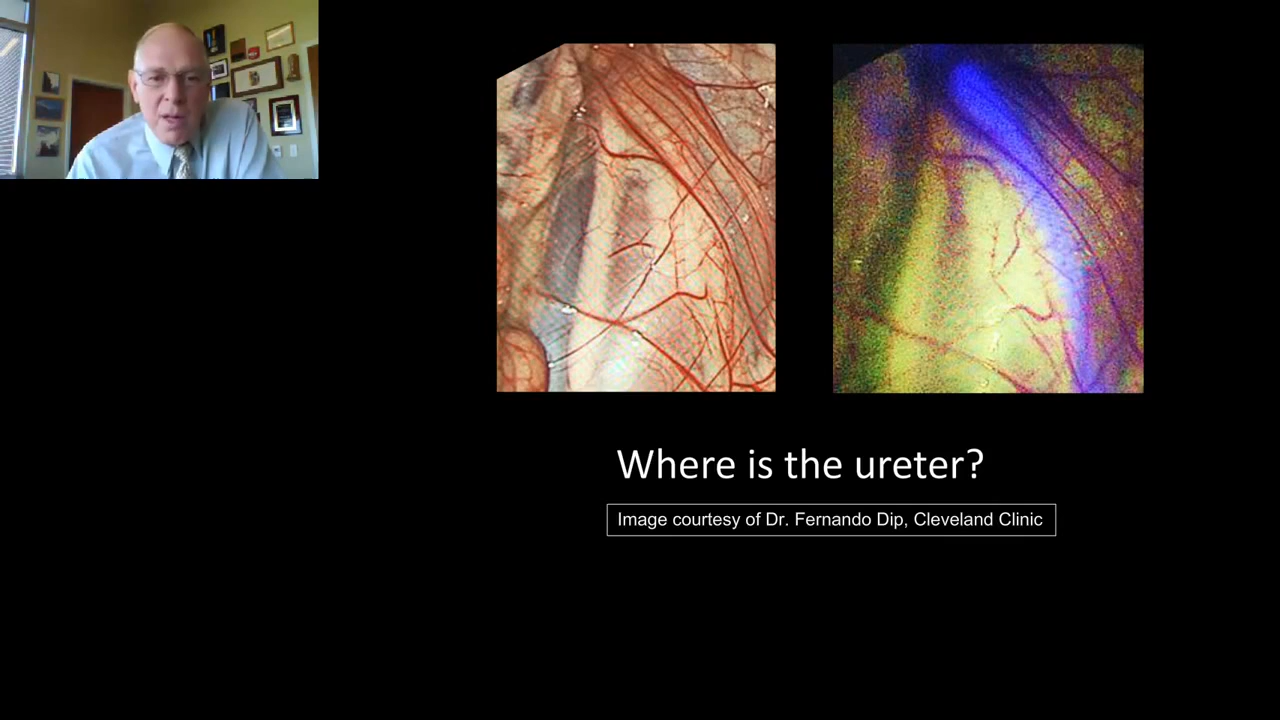 Where is the ureter?
Image courtesy of Dr. Fernando Dip, Cleveland Clinic